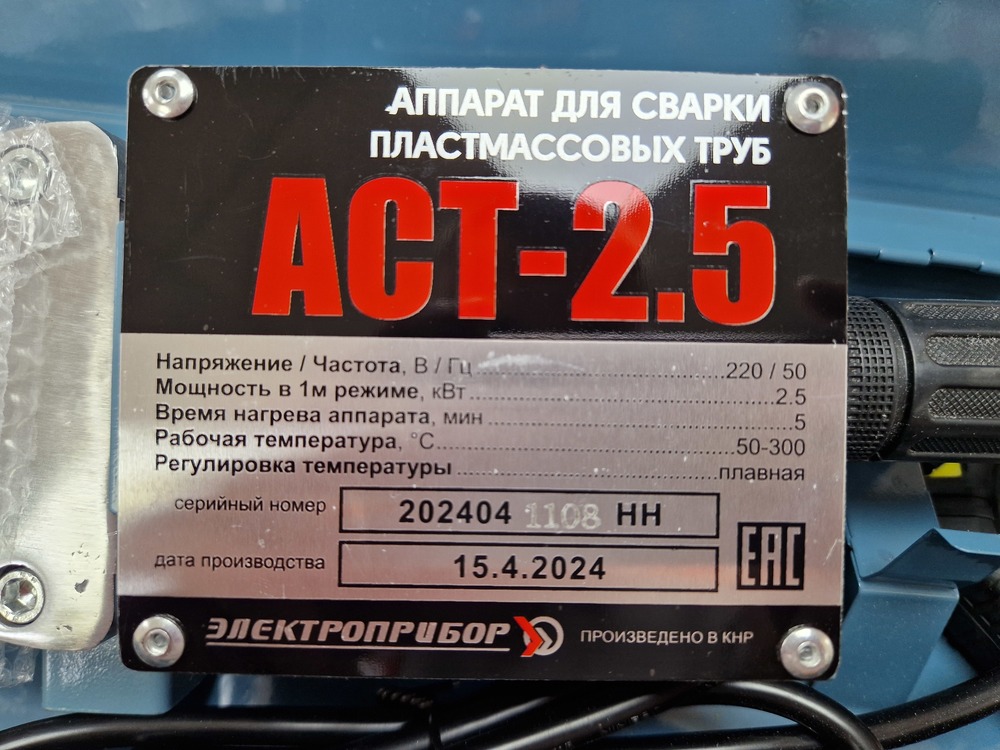 АППАРАТ ДЛЯ СВАРКИ
ПЛАСТМАССОВЫХ ТРУБ
АСТ-2.5
Напряжение / Частота, В / Гц 220 / 50
Мощность в 1м режиме, кВт 2.5
Время нагрева аппарата, мин 5
Рабочая температура, °С 50-300
Регулировка температуры плавная
серийный номер 202404 1108 НН
дата производства 15.4.2024
ЕАС
ЭЛЕКТРОПРИБОР ПРОИЗВЕДЕНО В КНР